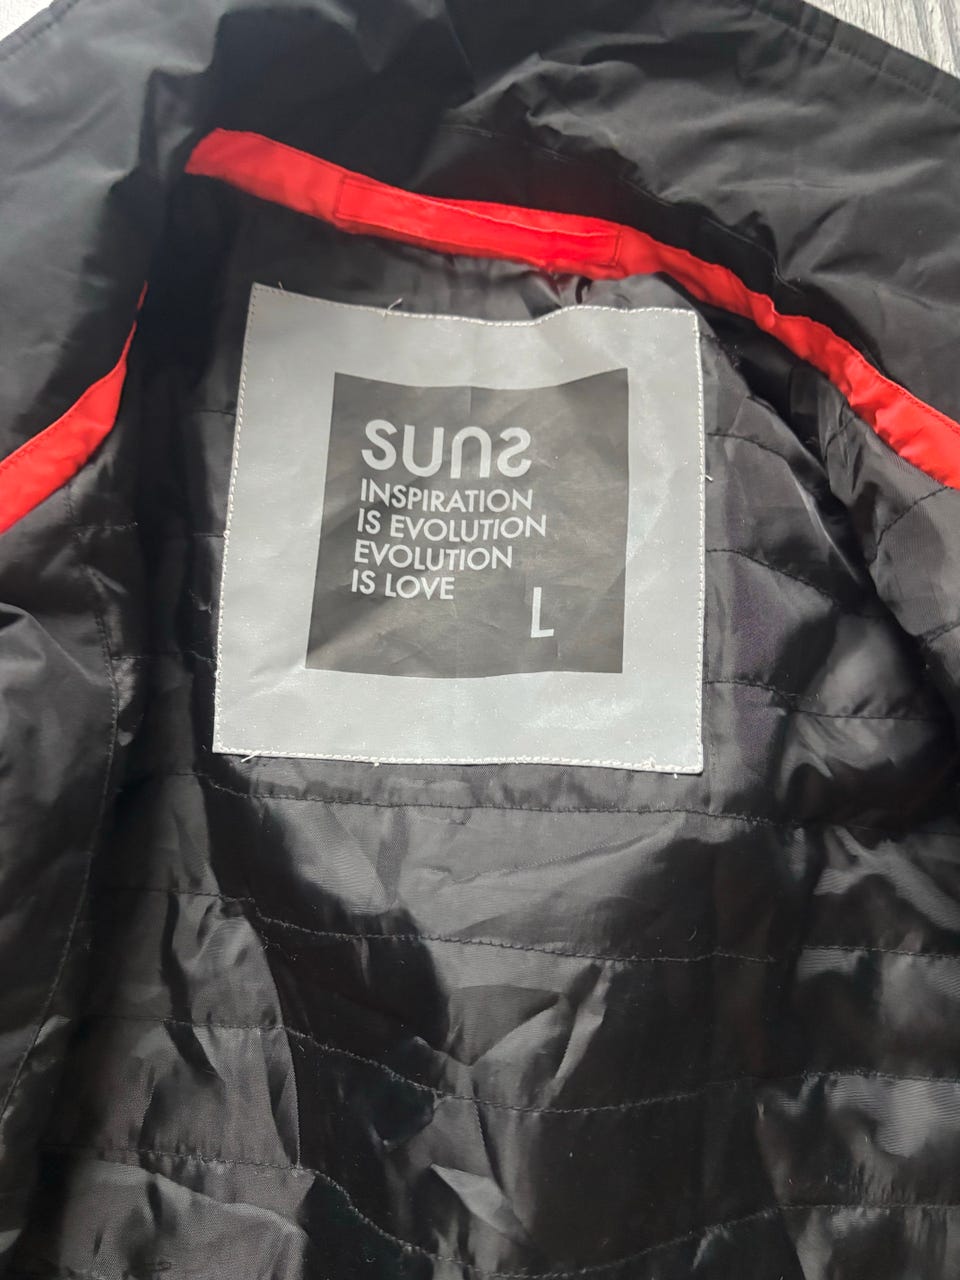 SUNS
INSPIRATION
IS EVOLUTION
EVOLUTION
IS LOVE
L